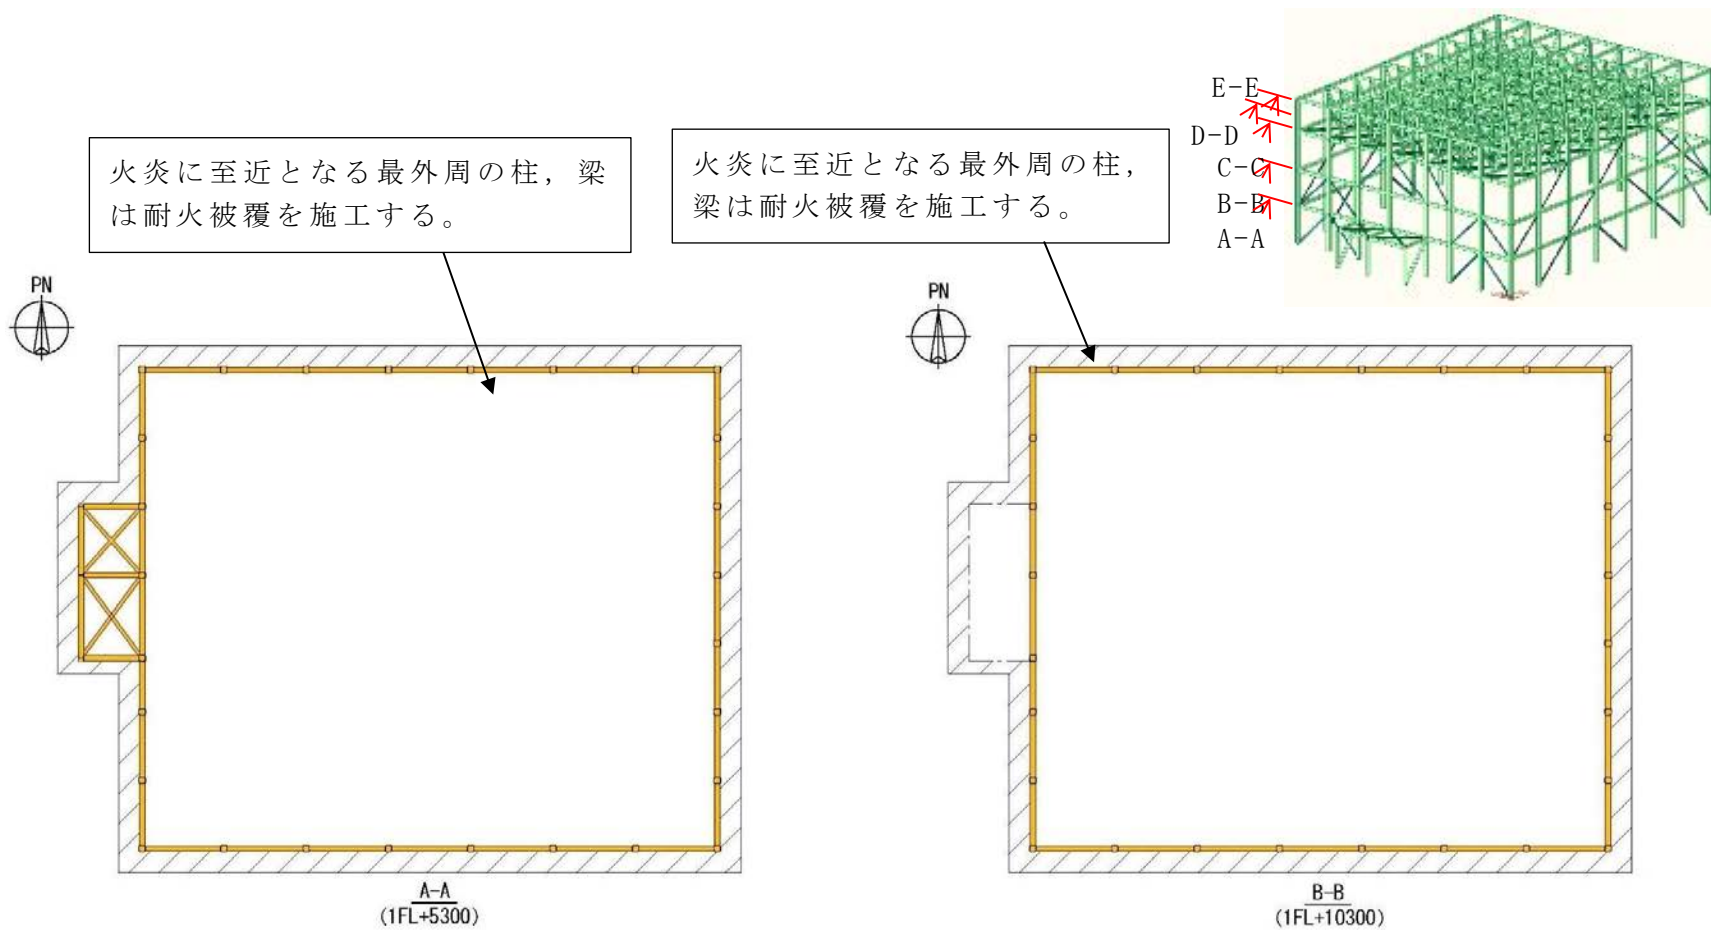 火炎に至近となる最外周の柱，梁
は耐火被覆を施工する。
火炎に至近となる最外周の柱，
梁は耐火被覆を施工する。
E-E
D-D
C-C
B-B
A-A
PN
PN
A-A
(1FL+5300)
B-B
(1FL+10300)